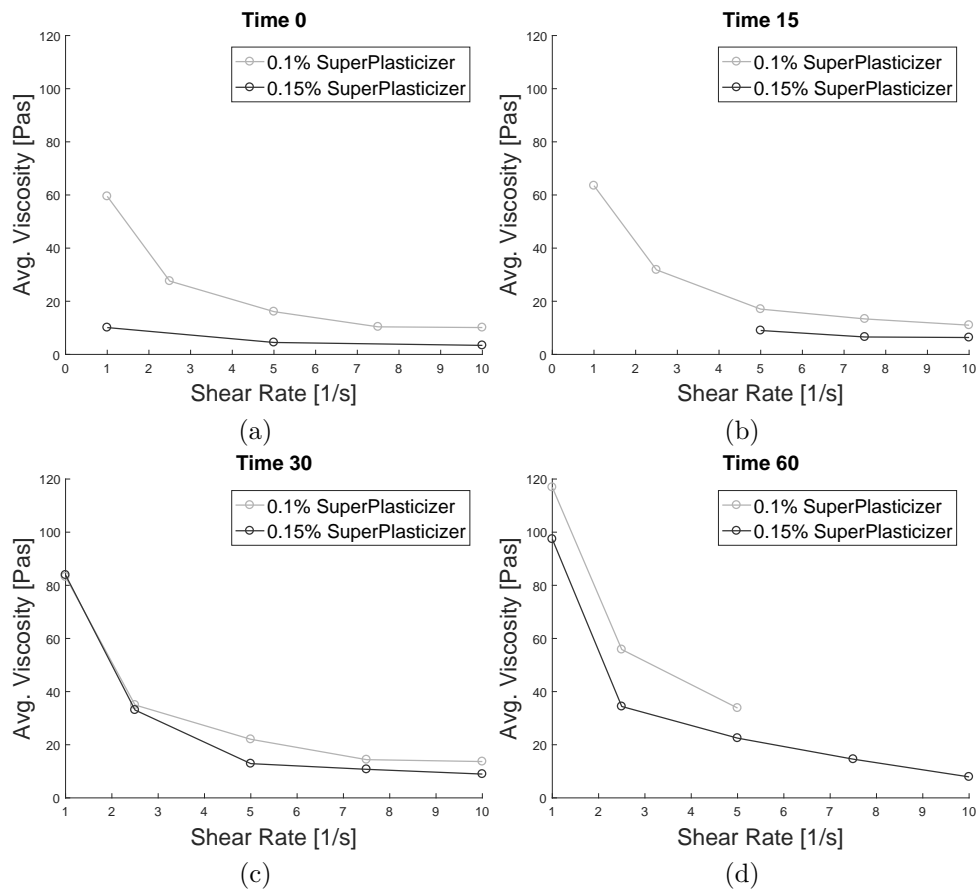 Time 0
0.1% SuperPlasticizer
0.15% SuperPlasticizer
Avg. Viscosity [Pas]
120
100
80
60
40
20
0
0 1 2 3 4 5 6 7 8 9 10
Shear Rate [1/s]
(a)
Time 15
0.1% SuperPlasticizer
0.15% SuperPlasticizer
Avg. Viscosity [Pas]
120
100
80
60
40
20
0
0 1 2 3 4 5 6 7 8 9 10
Shear Rate [1/s]
(b)
Time 30
0.1% SuperPlasticizer
0.15% SuperPlasticizer
Avg. Viscosity [Pas]
120
100
80
60
40
20
0
1 2 3 4 5 6 7 8 9 10
Shear Rate [1/s]
(c)
Time 60
0.1% SuperPlasticizer
0.15% SuperPlasticizer
Avg. Viscosity [Pas]
120
100
80
60
40
20
0
1 2 3 4 5 6 7 8 9 10
Shear Rate [1/s]
(d)